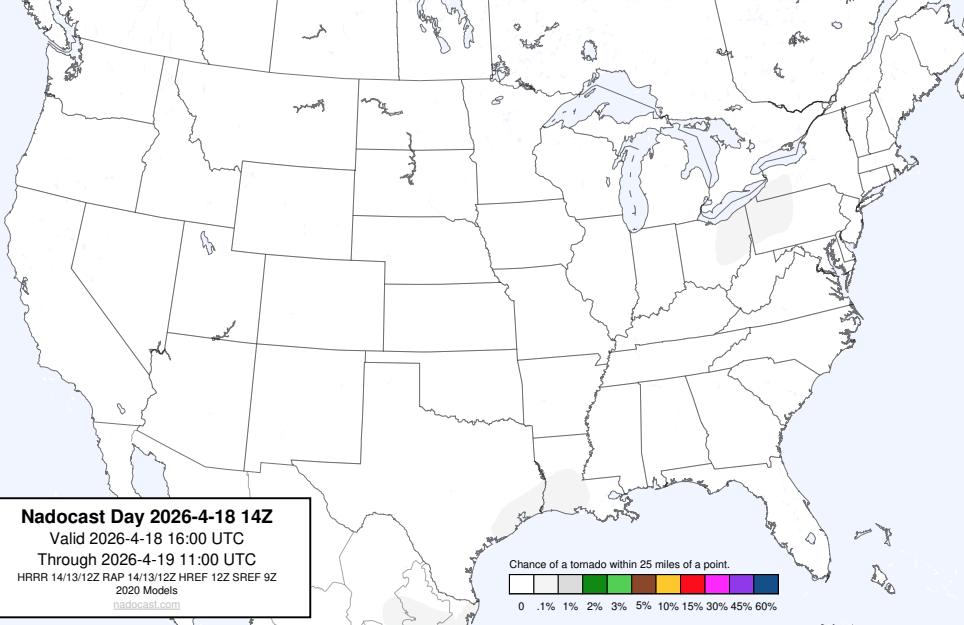 Nadocast Day 2026-4-18 14Z
Valid 2026-4-18 16:00 UTC
Through 2026-4-19 11:00 UTC
HRRR 14/13/12Z RAP 14/13/12Z HREF 12Z SREF 9Z
2020 Models
nadocast.com
Chance of a tornado within 25 miles of a point.
0 .1% 1% 2% 3% 5% 10% 15% 30% 45% 60%